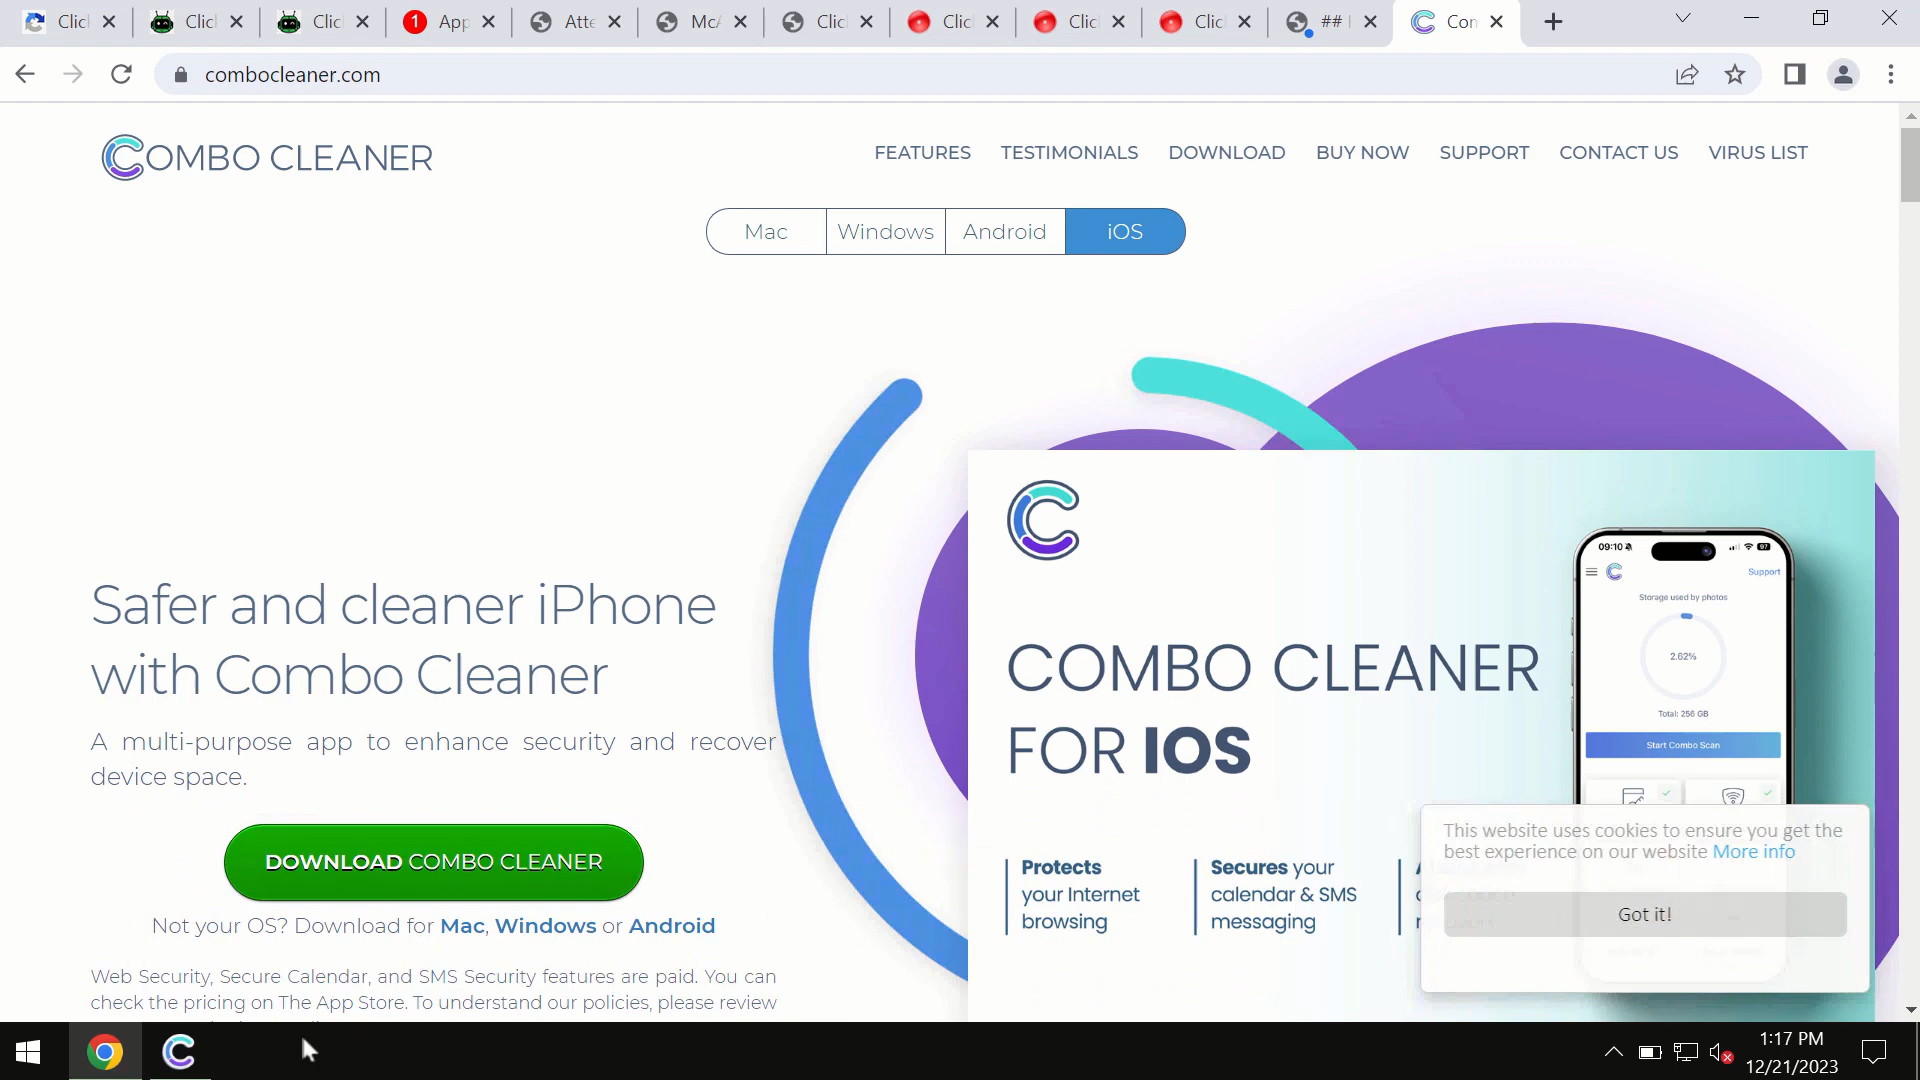 Clic
Clic
Clic
App
Atte
McA
Clic
Clic
Clic
Clic
##
Con
combocleaner.com
COMBO CLEANER
FEATURES TESTIMONIALS DOWNLOAD BUY NOW SUPPORT CONTACT US VIRUS LIST
Mac Windows Android iOS
Safer and cleaner iPhone
with Combo Cleaner
A multi-purpose app to enhance security and recover
device space.
DOWNLOAD COMBO CLEANER
Not your OS? Download for Mac, Windows or Android
Web Security, Secure Calendar, and SMS Security features are paid. You can
check the pricing on The App Store. To understand our policies, please review
COMBO CLEANER
FOR IOS
Protects
your Internet
browsing
Secures your
calendar & SMS
messaging
09:10
97
Support
Storage used by photos
2.62%
Total: 256 GB
Start Combo Scan
This website uses cookies to ensure you get the
best experience on our website More info
Got it!
1:17 PM
12/21/2023